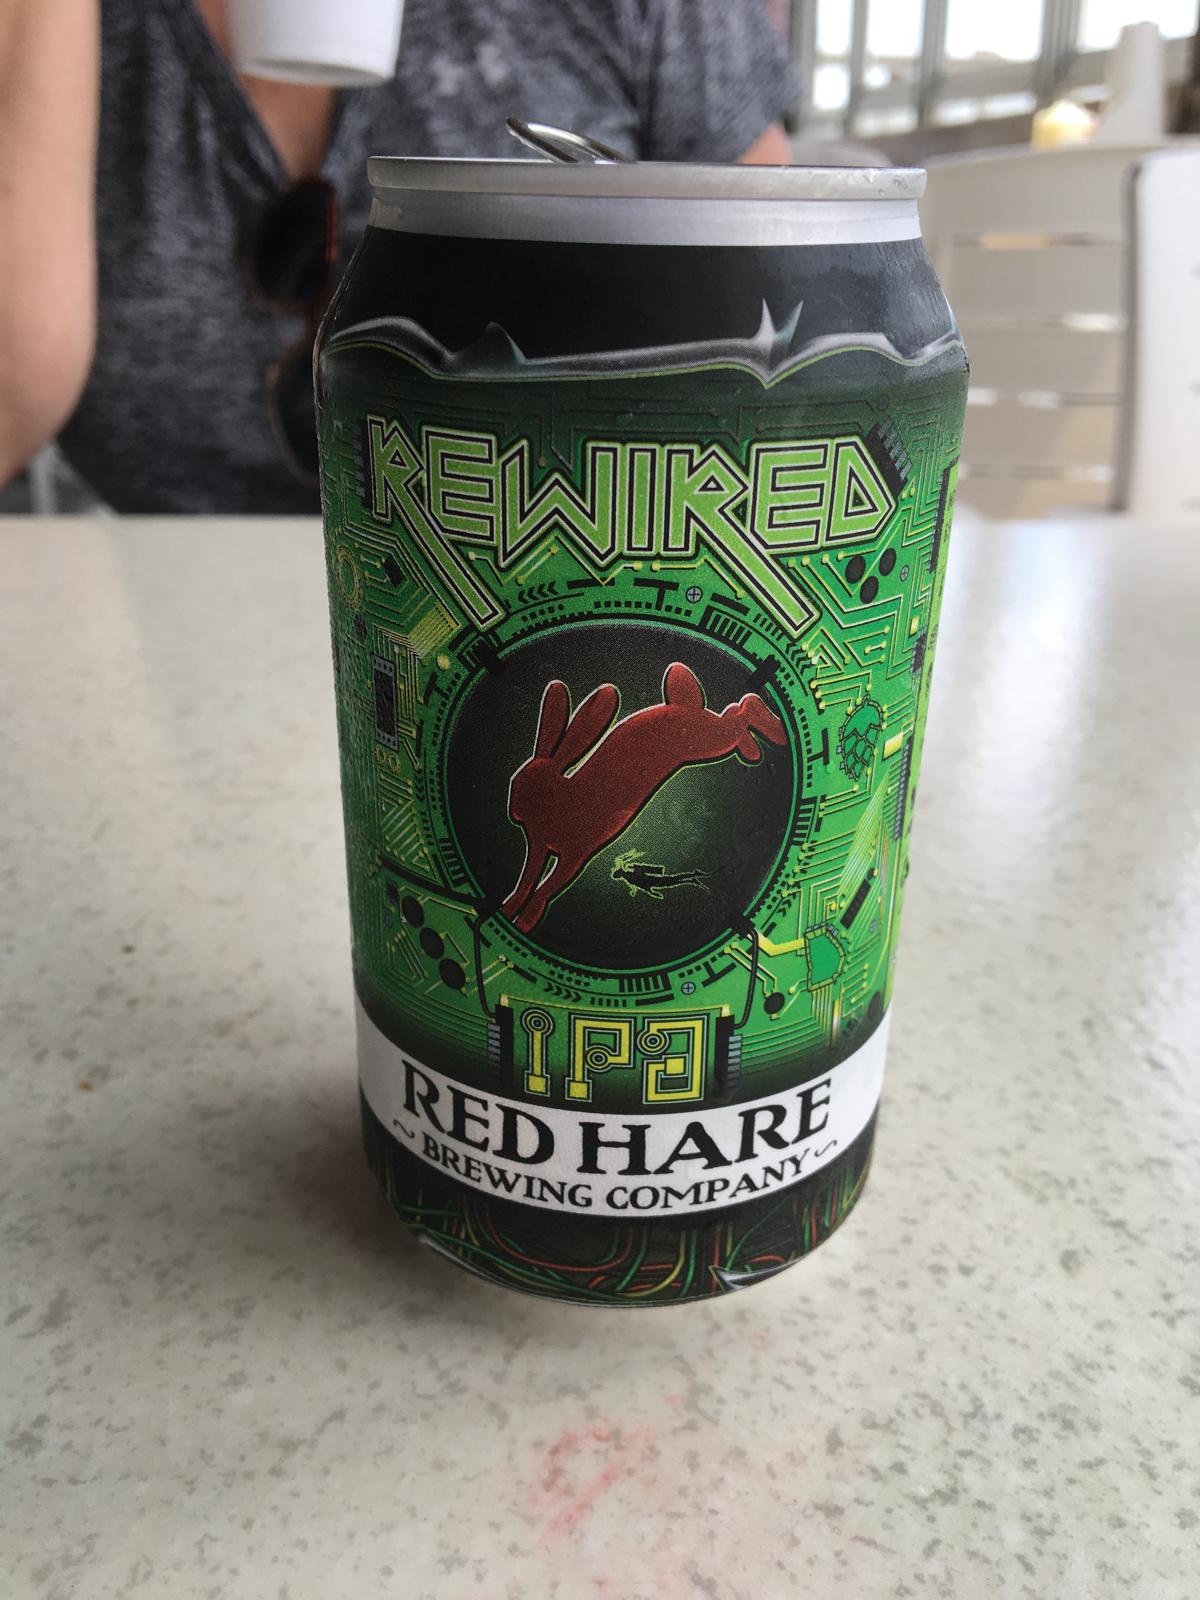 REWIRED
IPA
RED HARE
~ BREWING COMPANY ~